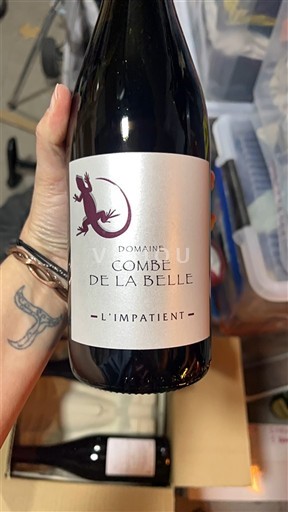 DOMAINE
COMBE
DE LA BELLE
L'IMPATIENT